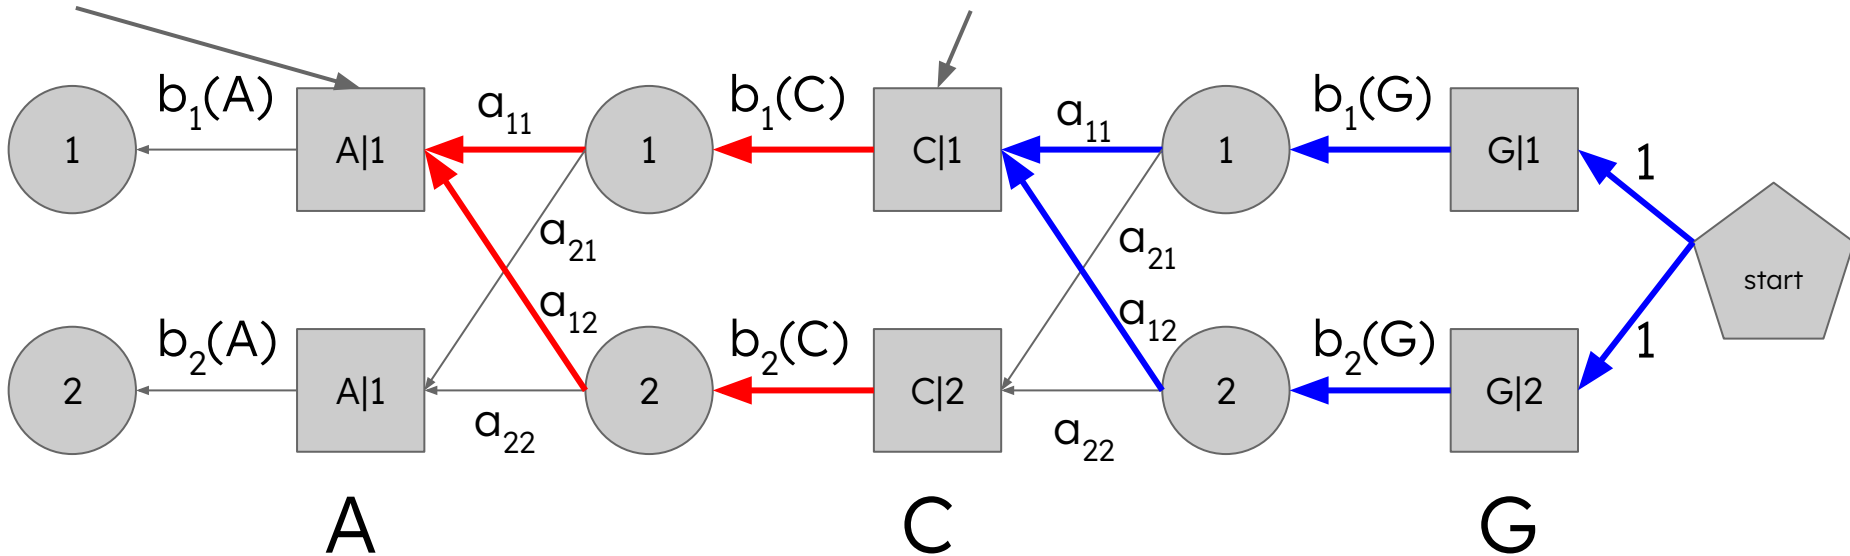 b1(A) a11 b1(C) a11 b1(G)
1 A|1 1 C|1 1 G|1 1
a21 a21
start
a12 a12
b2(A) b2(C) b2(G) 1
2 A|1 2 C|2 2 G|2
a22 a22
A C G